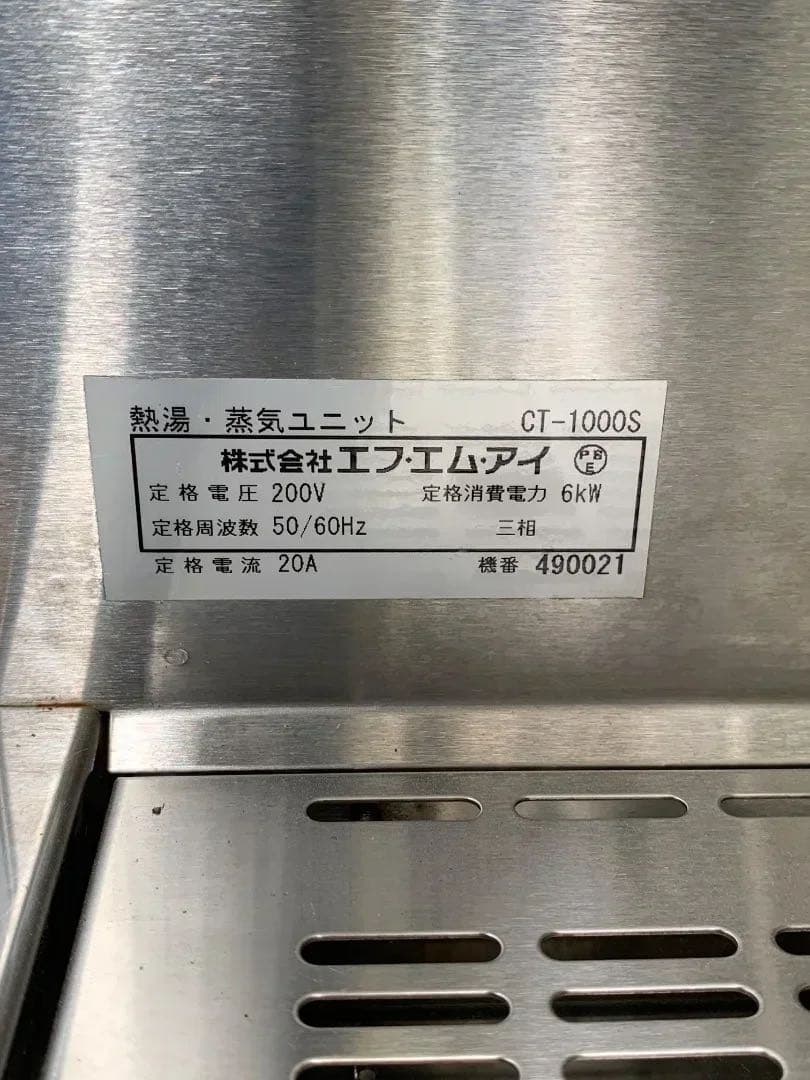 熱湯・蒸気ユニット CT-1000S
株式会社エフ・エム・アイ PSE
定格電圧 200V 定格消費電力 6kW
定格周波数 50/60Hz 三相
定格電流 20A 機番 490021